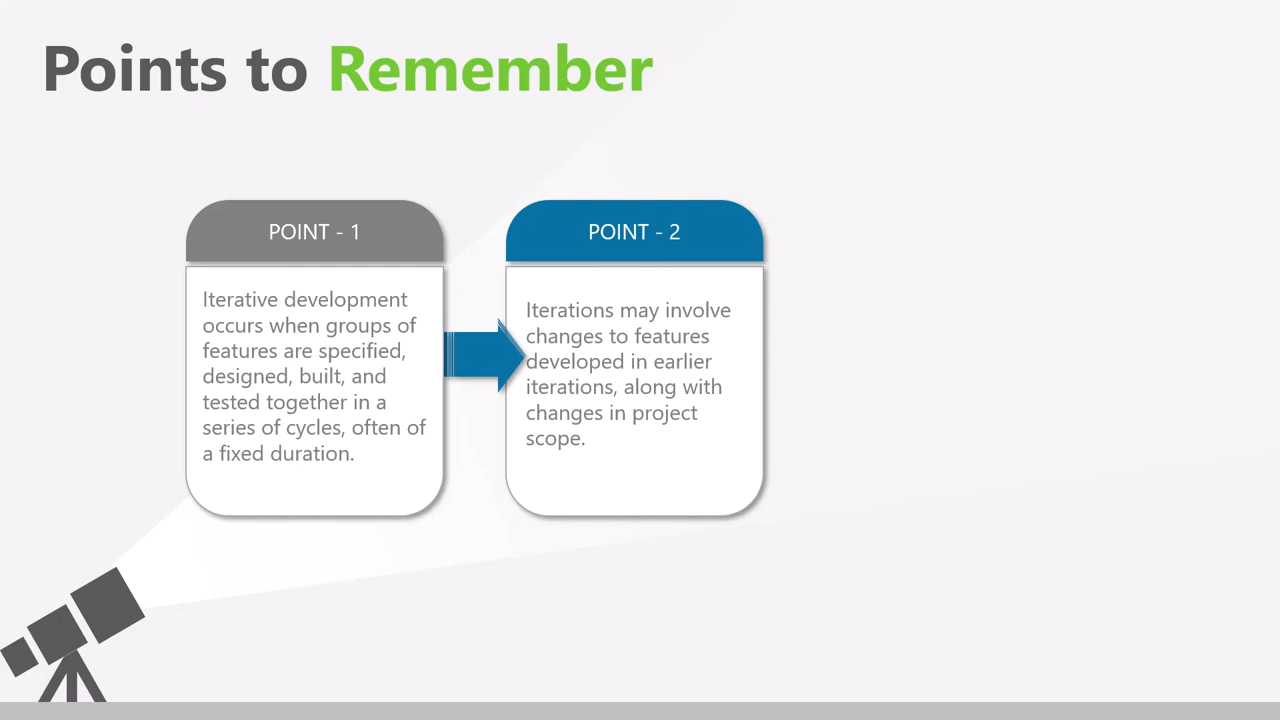 Points to Remember
POINT - 1
Iterative development
occurs when groups of
features are specified,
designed, built, and
tested together in a
series of cycles, often of
a fixed duration.
POINT - 2
Iterations may involve
changes to features
developed in earlier
iterations, along with
changes in project
scope.